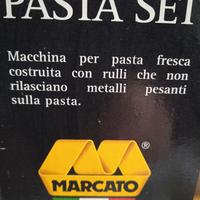 PASTA SET
Macchina per pasta fresca
costruita con rulli che non
rilasciano metalli pesanti
sulla pasta.
®
MARCATO